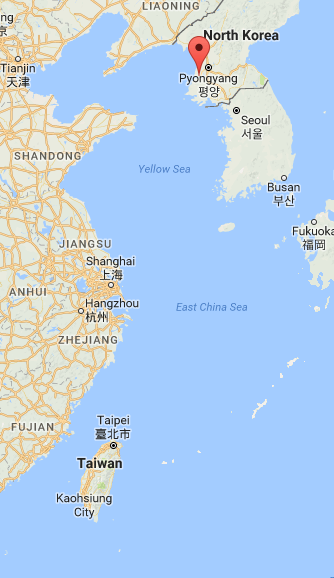 LIAONING
North Korea
Tianjin
天津
Pyongyang
평양
Seoul
서울
SHANDONG
Yellow Sea
Busan
부산
Fukuoka
福岡
JIANGSU
Shanghai
上海
ANHUI
Hangzhou
杭州
East China Sea
ZHEJIANG
FUJIAN
Taipei
臺北市
Taiwan
Kaohsiung
City